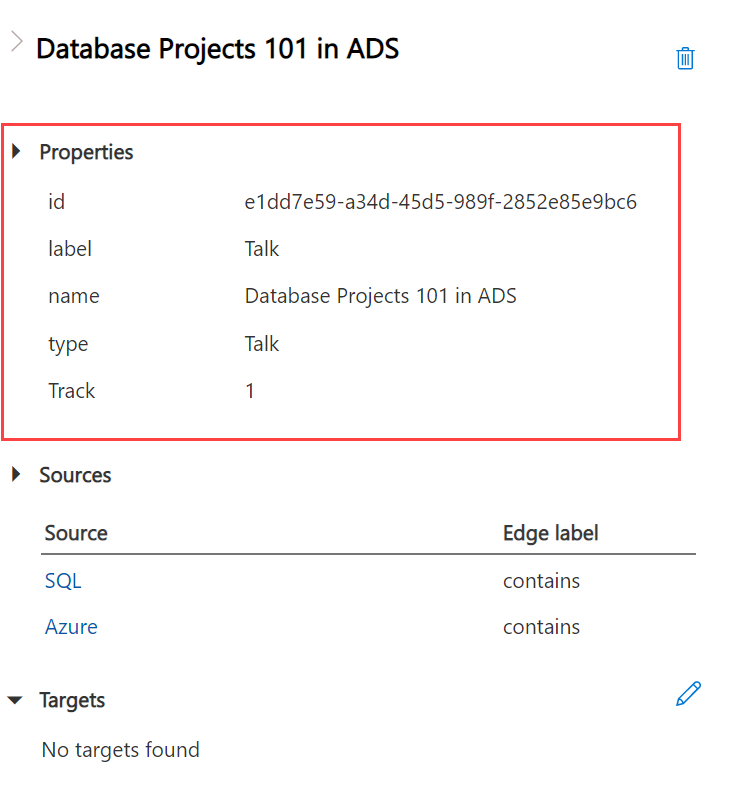 Database Projects 101 in ADS
Properties
id e1dd7e59-a34d-45d5-989f-2852e85e9bc6
label Talk
name Database Projects 101 in ADS
type Talk
Track 1
Sources
Source Edge label
SQL contains
Azure contains
Targets
No targets found